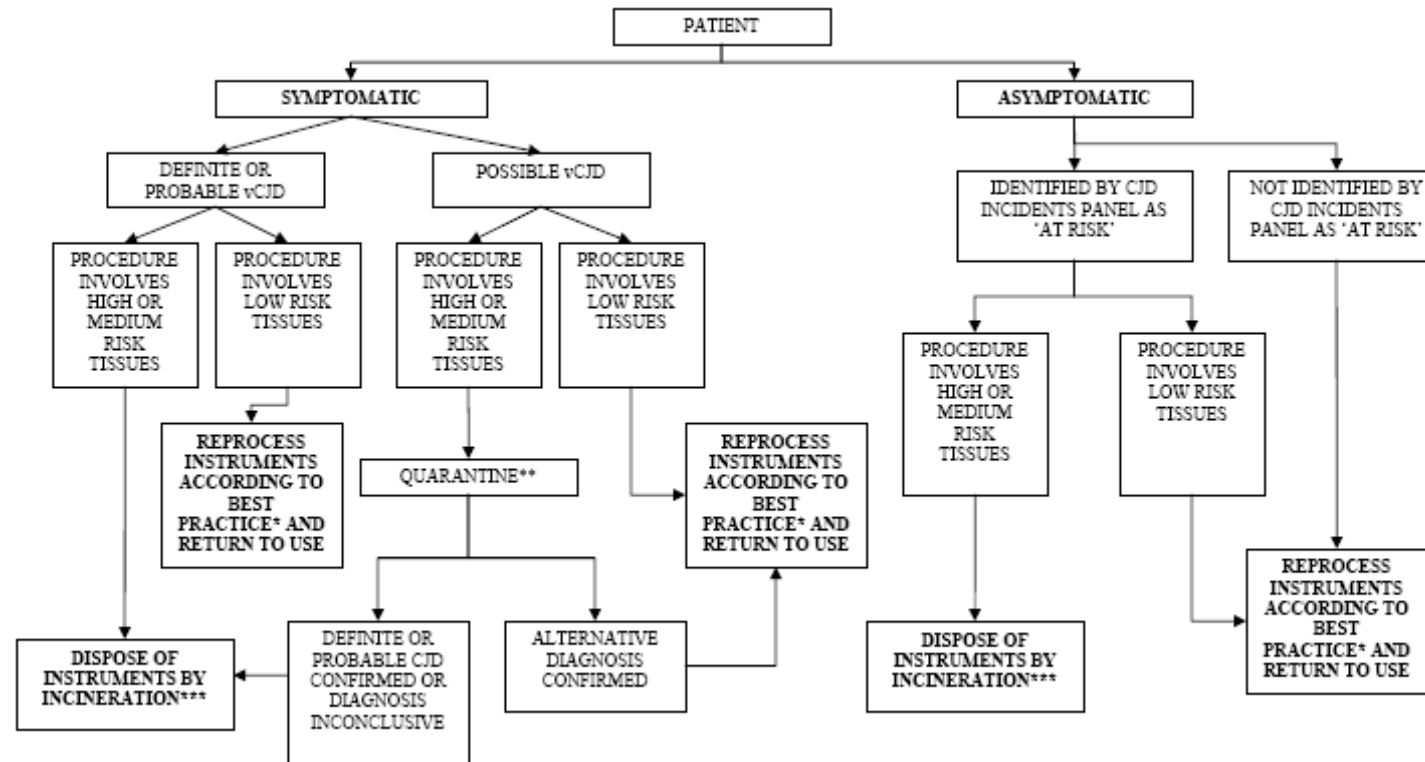 PATIENT
SYMPTOMATIC
ASYMPTOMATIC
DEFINITE OR
PROBABLE vCJD
POSSIBLE vCJD
IDENTIFIED BY CJD
INCIDENTS PANEL AS
‘AT RISK’
NOT IDENTIFIED BY
CJD INCIDENTS
PANEL AS ‘AT RISK’
PROCEDURE
INVOLVES
HIGH OR
MEDIUM
RISK
TISSUES
PROCEDURE
INVOLVES
LOW RISK
TISSUES
PROCEDURE
INVOLVES
HIGH OR
MEDIUM
RISK
TISSUES
PROCEDURE
INVOLVES
LOW RISK
TISSUES
PROCEDURE
INVOLVES
HIGH OR
MEDIUM
RISK
TISSUES
PROCEDURE
INVOLVES
LOW RISK
TISSUES
REPROCESS
INSTRUMENTS
ACCORDING TO
BEST
PRACTICE* AND
RETURN TO USE
QUARANTINE**
REPROCESS
INSTRUMENTS
ACCORDING TO
BEST
PRACTICE* AND
RETURN TO USE
REPROCESS
INSTRUMENTS
ACCORDING TO
BEST
PRACTICE* AND
RETURN TO USE
DISPOSE OF
INSTRUMENTS BY
INCINERATION***
DEFINITE OR
PROBABLE CJD
CONFIRMED OR
DIAGNOSIS
INCONCLUSIVE
ALTERNATIVE
DIAGNOSIS
CONFIRMED
DISPOSE OF
INSTRUMENTS BY
INCINERATION***